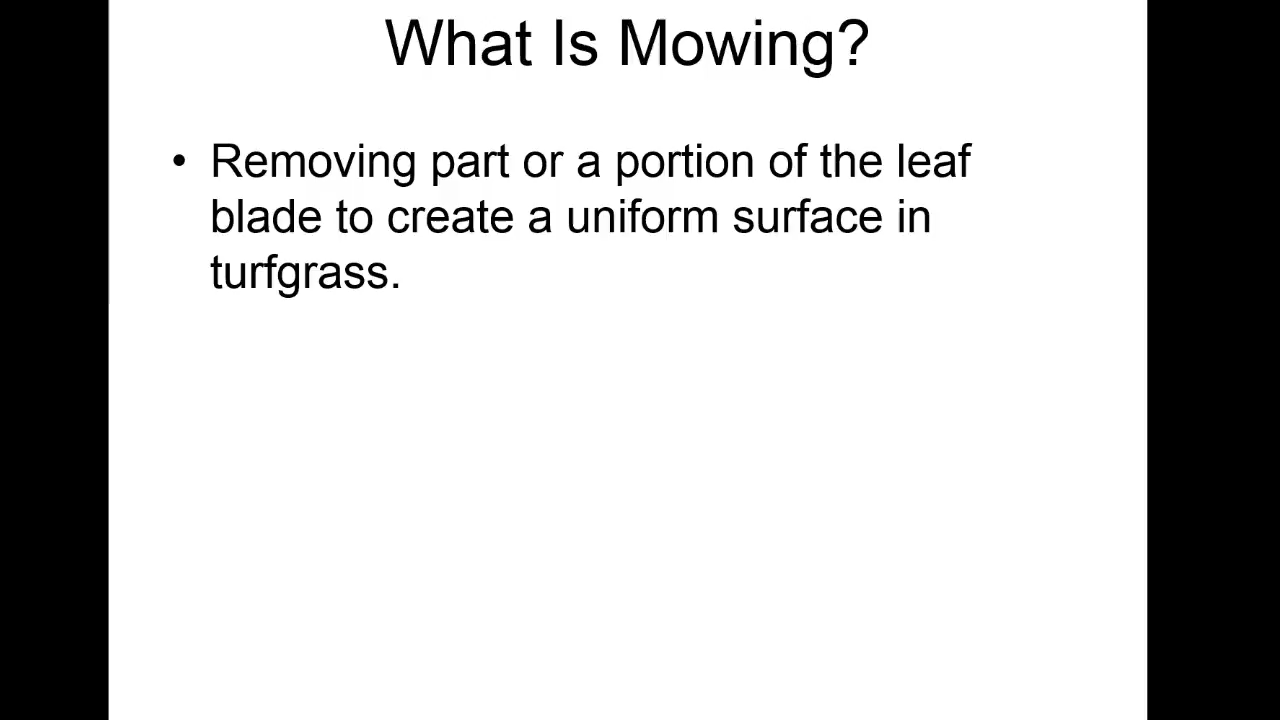 What Is Mowing?
• Removing part or a portion of the leaf
blade to create a uniform surface in
turfgrass.